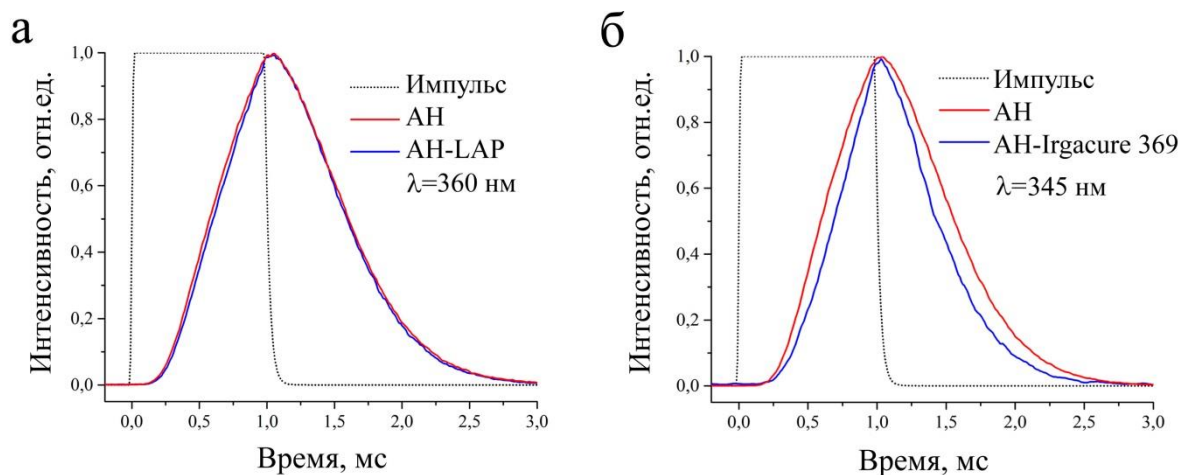 а
Интенсивность, отн.ед.
1,0
0,8
0,6
0,4
0,2
0,0
Импульс
АН
АН-LAP
λ=360 нм
0,0 0,5 1,0 1,5 2,0 2,5 3,0
Время, мс
б
Интенсивность, отн.ед.
1,0
0,8
0,6
0,4
0,2
0,0
Импульс
АН
АН-Irgacure 369
λ=345 нм
0,0 0,5 1,0 1,5 2,0 2,5 3,0
Время, мс